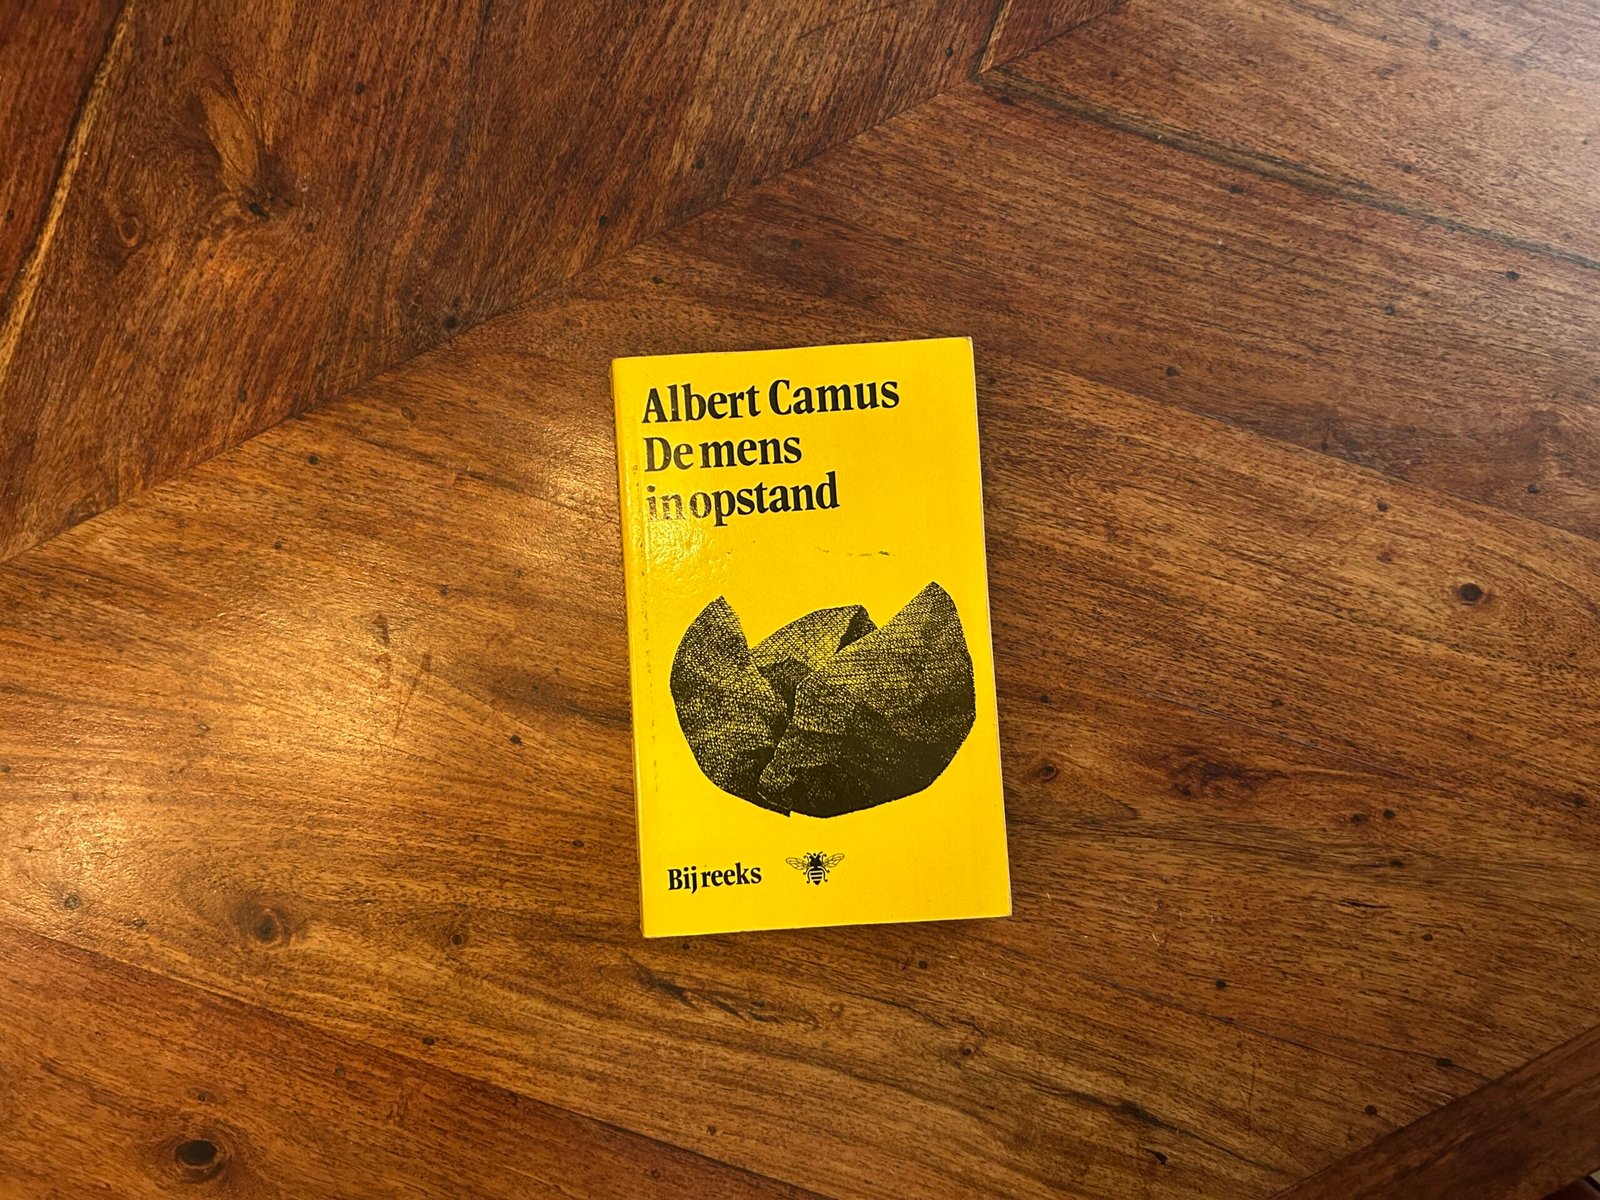 Albert Camus
De mens
in opstand
Bij reeks